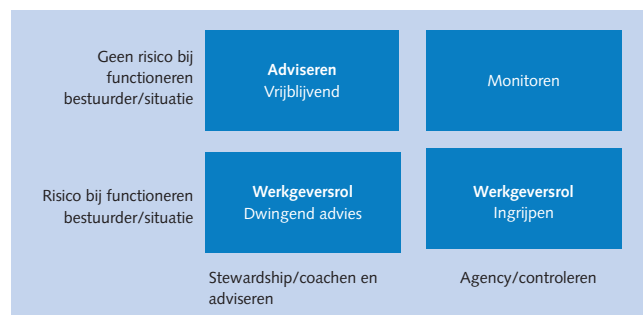 Geen risico bij
functioneren
bestuurder/situatie
Adviseren
Vrijblijvend
Monitoren
Risico bij functioneren
bestuurder/situatie
Werkgeversrol
Dwingend advies
Werkgeversrol
Ingrijpen
Stewardship/coachen en
adviseren
Agency/controleren